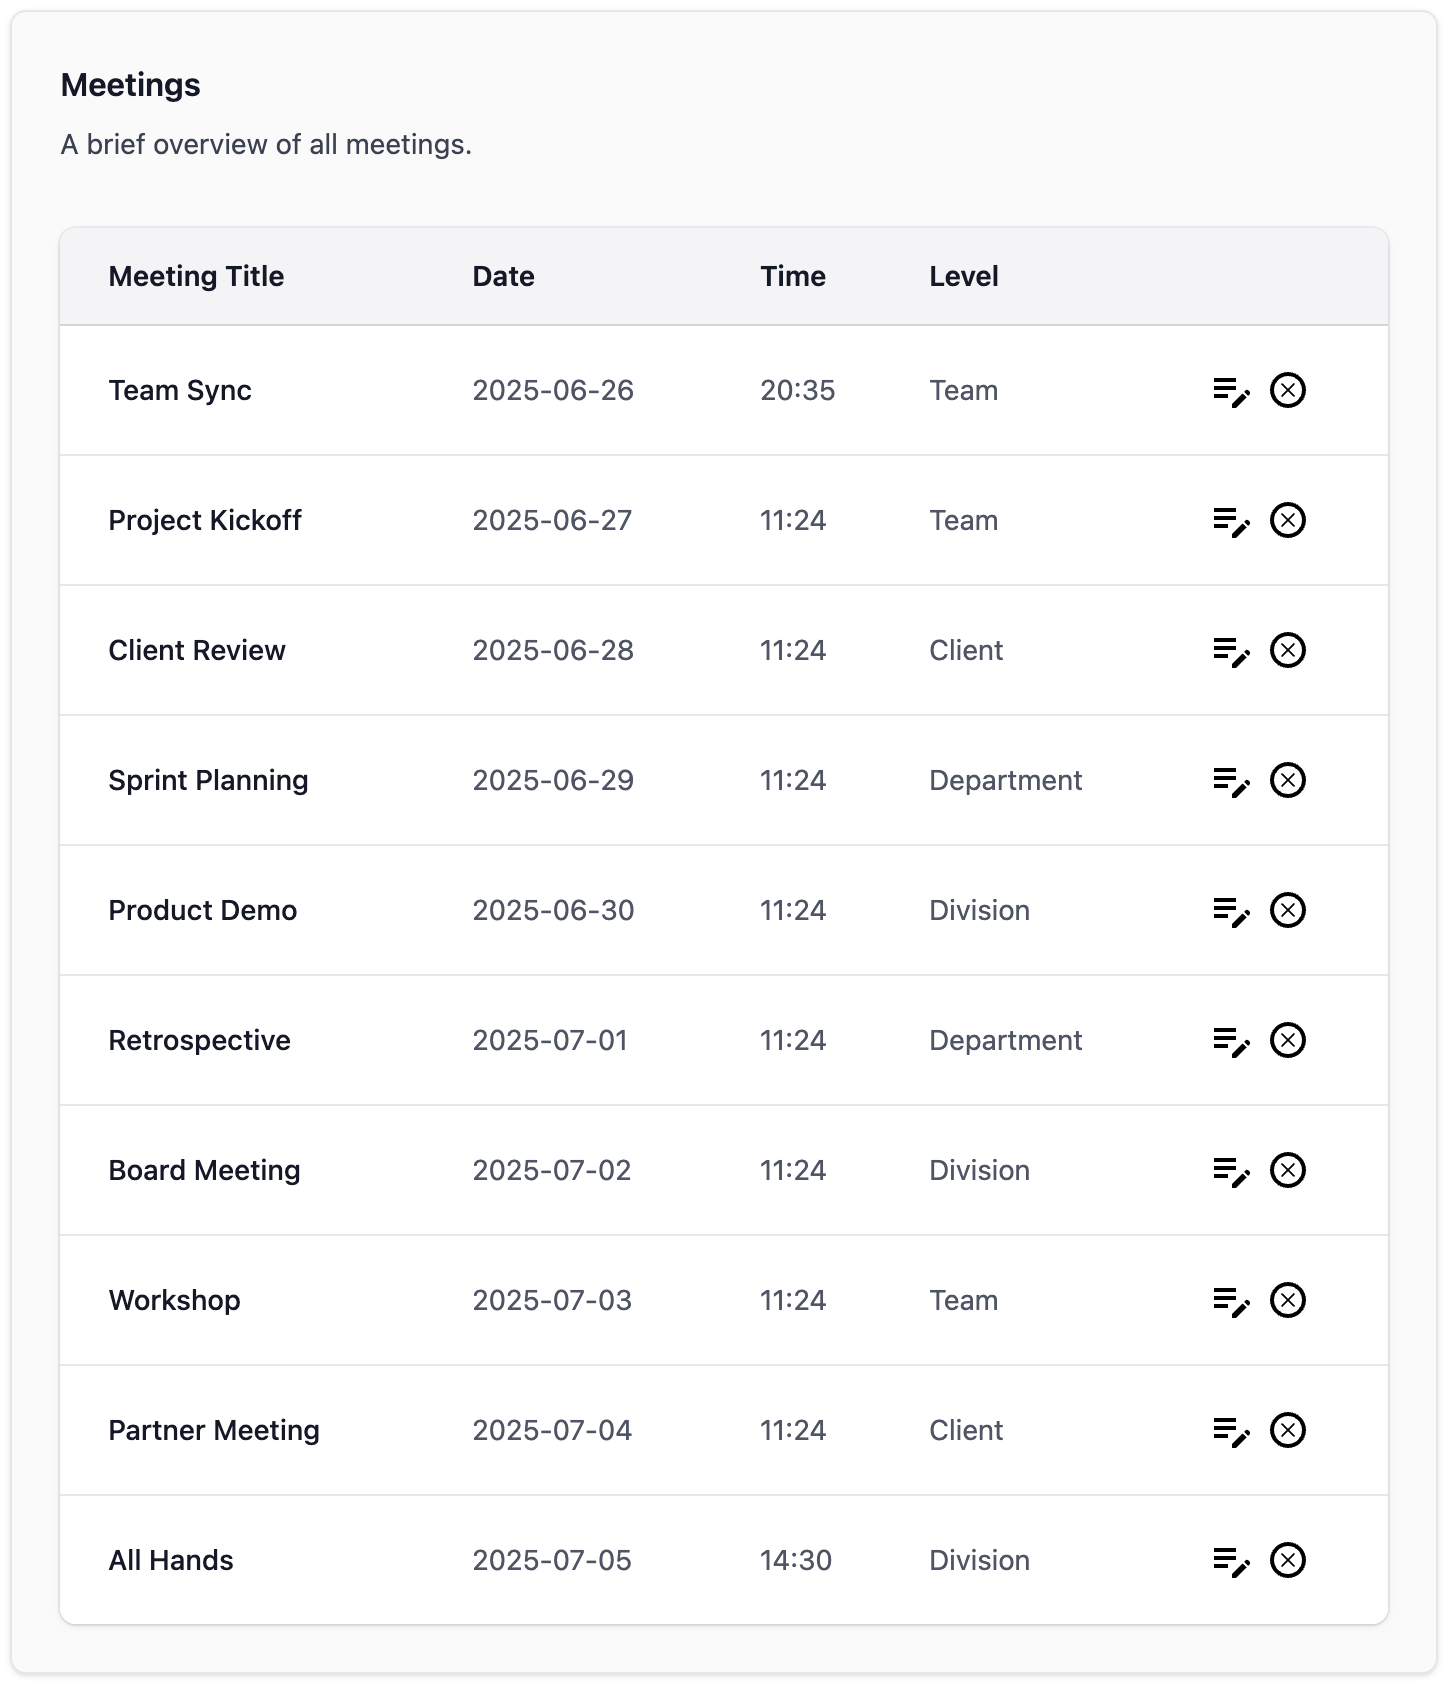 Meetings
A brief overview of all meetings.
Meeting Title Date Time Level
Team Sync 2025-06-26 20:35 Team
Project Kickoff 2025-06-27 11:24 Team
Client Review 2025-06-28 11:24 Client
Sprint Planning 2025-06-29 11:24 Department
Product Demo 2025-06-30 11:24 Division
Retrospective 2025-07-01 11:24 Department
Board Meeting 2025-07-02 11:24 Division
Workshop 2025-07-03 11:24 Team
Partner Meeting 2025-07-04 11:24 Client
All Hands 2025-07-05 14:30 Division